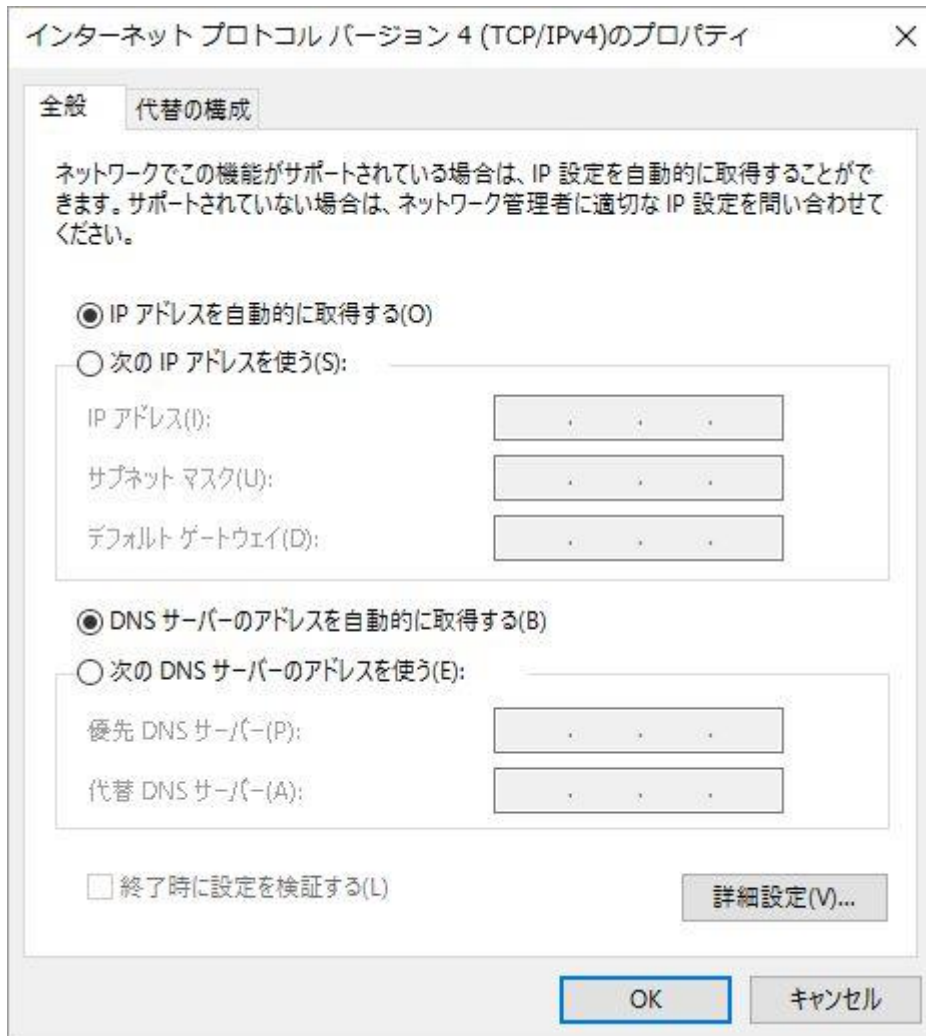 インターネット プロトコル バージョン 4 (TCP/IPv4)のプロパティ
全般
代替の構成
ネットワークでこの機能がサポートされている場合は、IP 設定を自動的に取得することがで
きます。サポートされていない場合は、ネットワーク管理者に適切な IP 設定を問い合わせて
ください。
IP アドレスを自動的に取得する(O)
次の IP アドレスを使う(S):
IP アドレス(I):
サブネット マスク(U):
デフォルト ゲートウェイ(D):
DNS サーバーのアドレスを自動的に取得する(B)
次の DNS サーバーのアドレスを使う(E):
優先 DNS サーバー(P):
代替 DNS サーバー(A):
終了時に設定を検証する(L)
詳細設定(V)...
OK
キャンセル